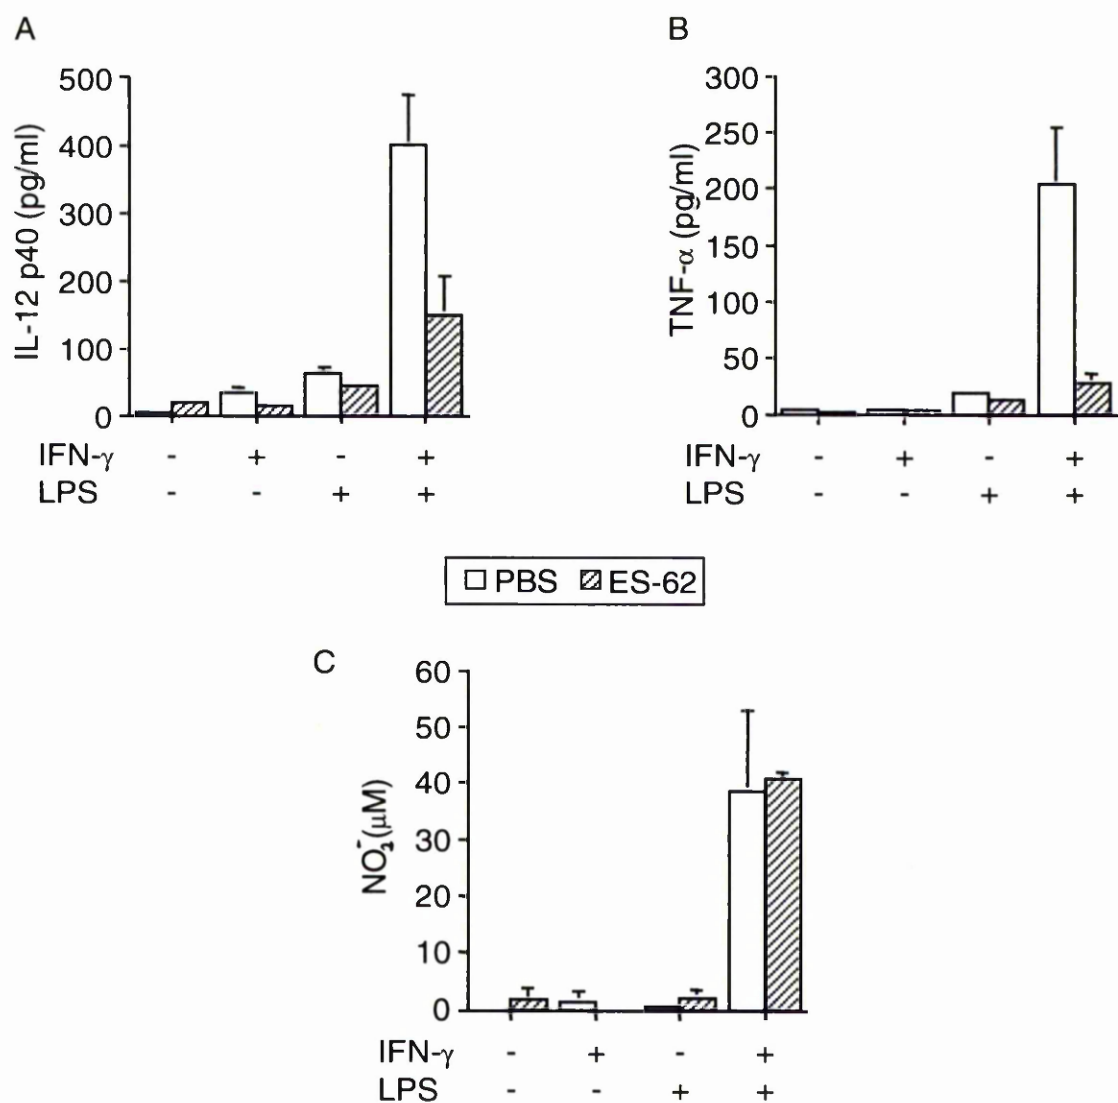 A
500
400
300
200
100
0
IL-12 p40 (pg/ml)
IFN-γ - + - +
LPS - - + +
B
300
250
200
150
100
50
0
TNF-α (pg/ml)
IFN-γ - + - +
LPS - - + +
PBS ES-62
C
60
50
40
30
20
10
0
NO₂⁻(μM)
IFN-γ - + - +
LPS - - + +